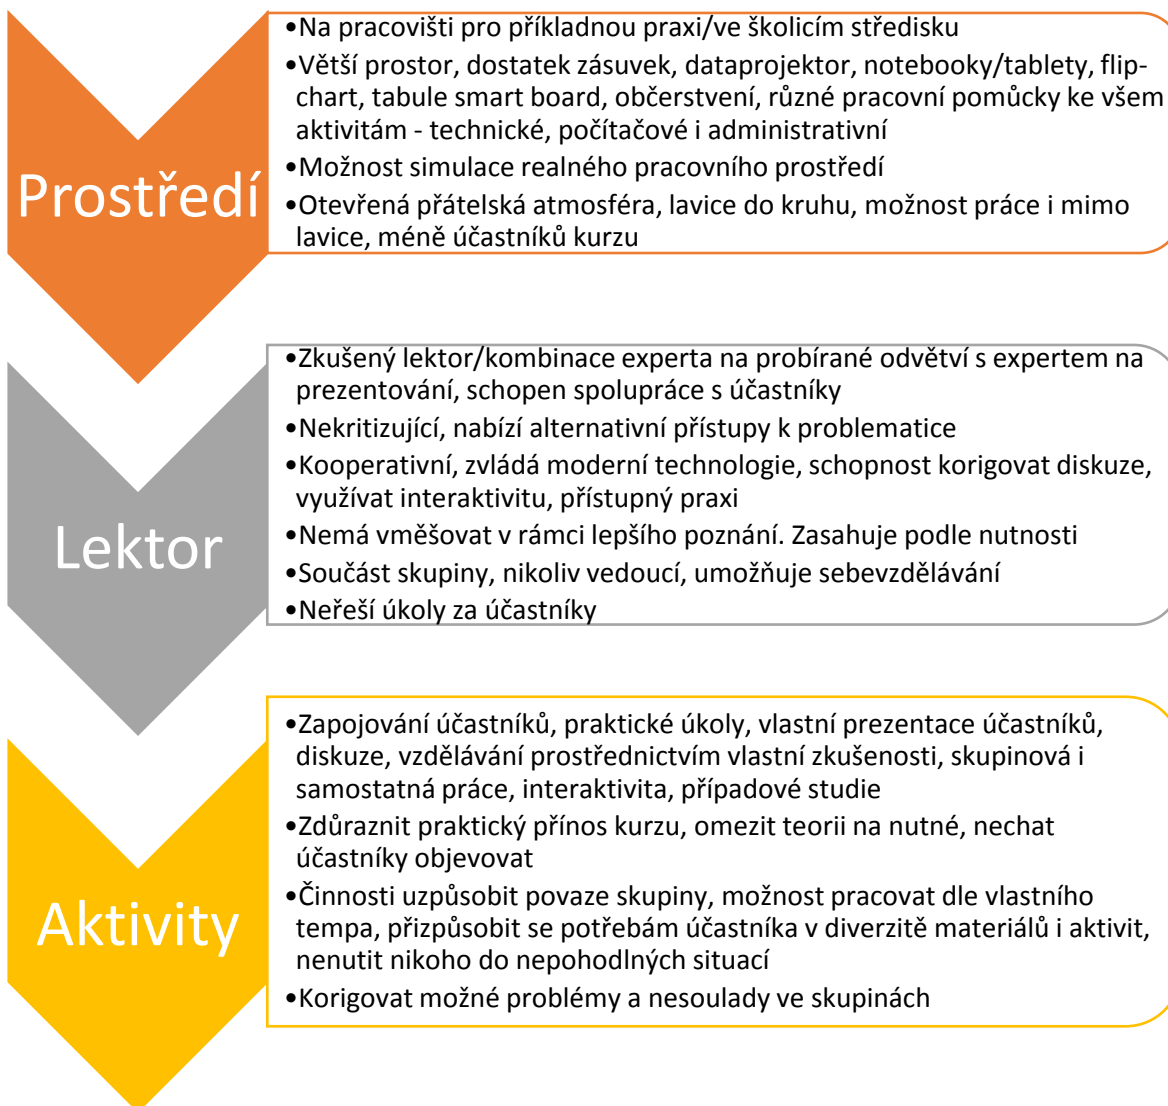 Prostředí
•Na pracovišti pro příkladnou praxi/ve školicím středisku
•Větší prostor, dostatek zásuvek, dataprojektor, notebooky/tablety, flip-
chart, tabule smart board, občerstvení, různé pracovní pomůcky ke všem
aktivitám - technické, počítačové i administrativní
•Možnost simulace realného pracovního prostředí
•Otevřená přátelská atmosféra, lavice do kruhu, možnost práce i mimo
lavice, méně účastníků kurzu
Lektor
•Zkušený lektor/kombinace experta na probírané odvětví s expertem na
prezentování, schopen spolupráce s účastníky
•Nekritizující, nabízí alternativní přístupy k problematice
•Kooperativní, zvládá moderní technologie, schopnost korigovat diskuze,
využívat interaktivitu, přístupný praxi
•Nemá vměšovat v rámci lepšího poznání. Zasahuje podle nutnosti
•Součást skupiny, nikoliv vedoucí, umožňuje sebevzdělávání
•Neřeší úkoly za účastníky
Aktivity
•Zapojování účastníků, praktické úkoly, vlastní prezentace účastníků,
diskuze, vzdělávání prostřednictvím vlastní zkušenosti, skupinová i
samostatná práce, interaktivita, případové studie
•Zdůraznit praktický přínos kurzu, omezit teorii na nutné, nechat
účastníky objevovat
•Činnosti uzpůsobit povaze skupiny, možnost pracovat dle vlastního
tempa, přizpůsobit se potřebám účastníka v diverzitě materiálů i aktivit,
nenutit nikoho do nepohodlných situací
•Korigovat možné problémy a nesoulady ve skupinách